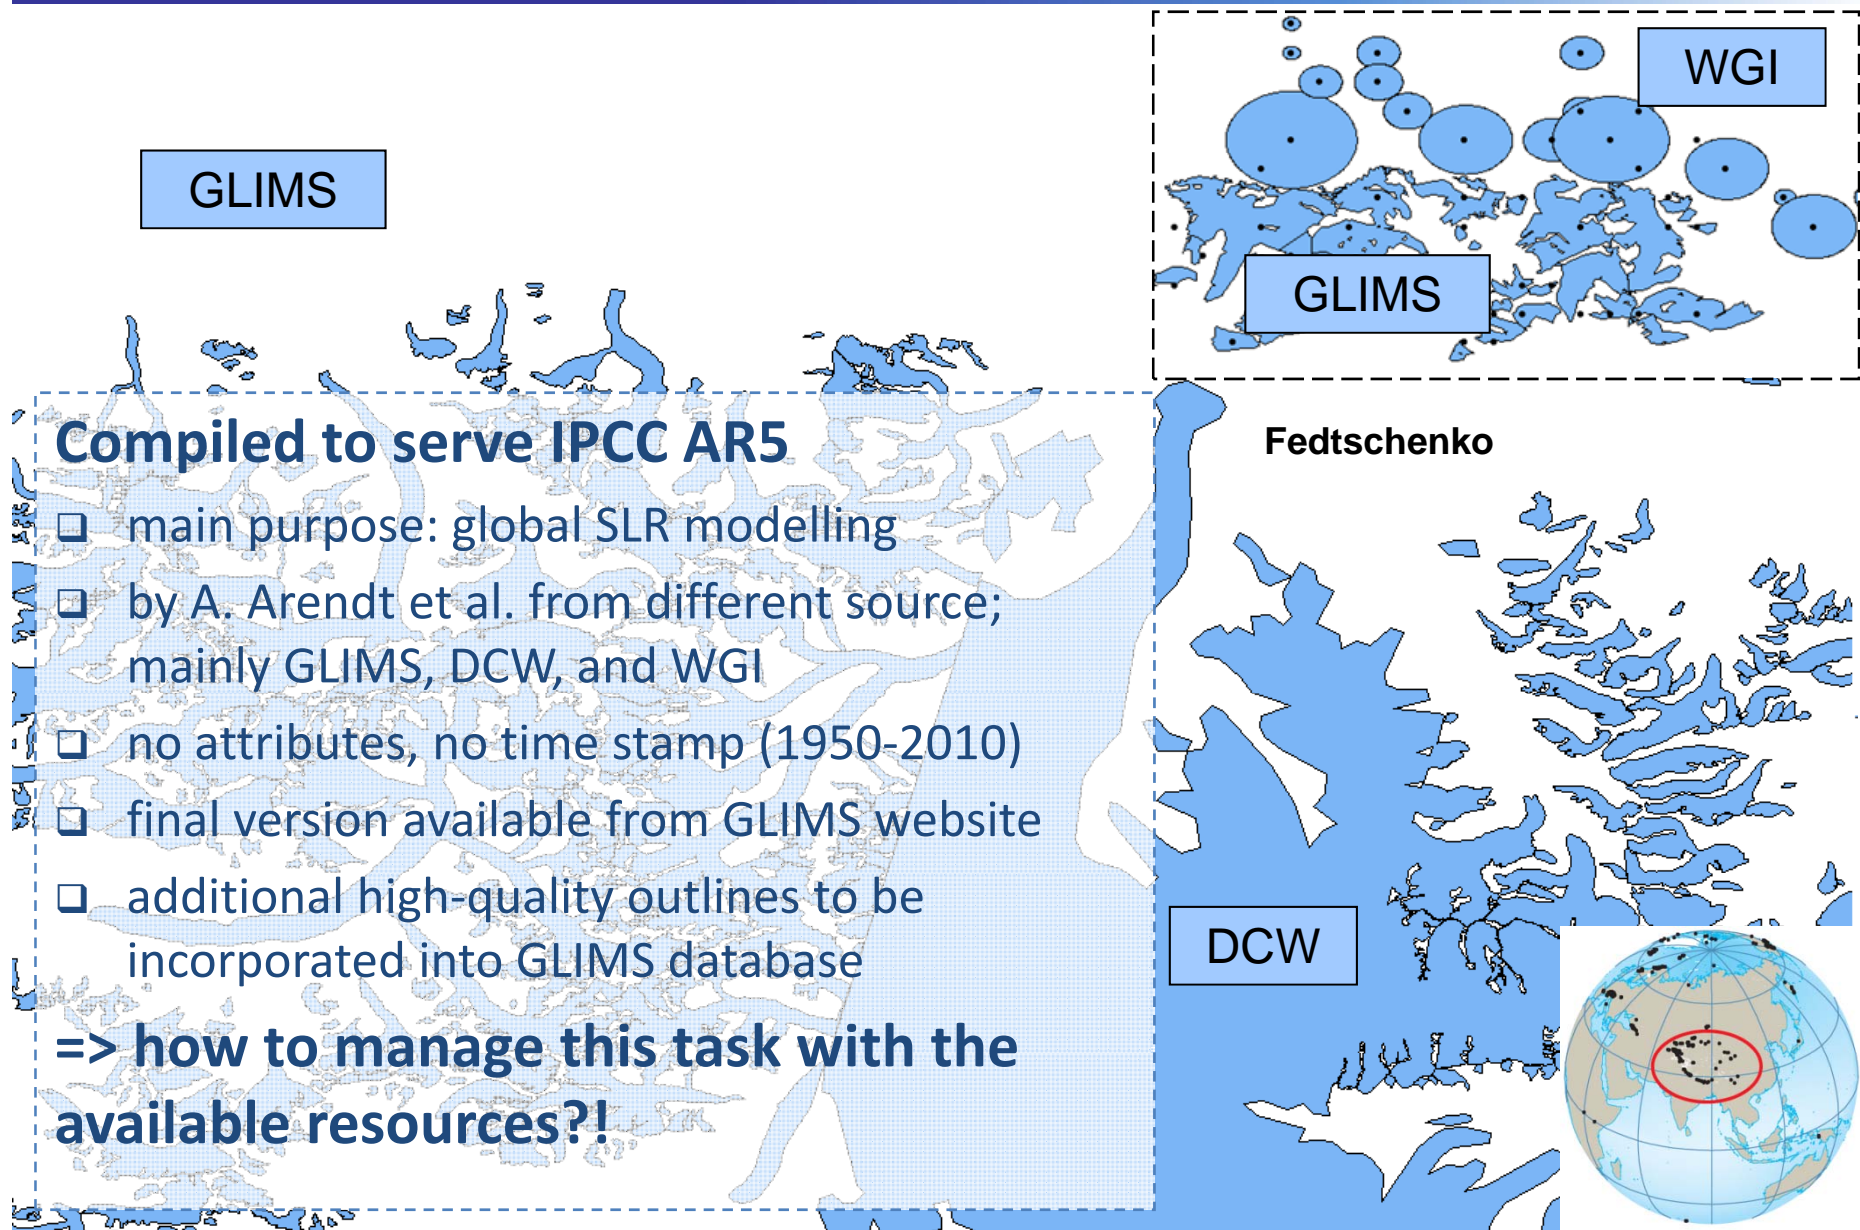 WGI
GLIMS
GLIMS
Compiled to serve IPCC AR5
Fedtschenko
❑ main purpose: global SLR modelling
❑ by A. Arendt et al. from different source;
mainly GLIMS, DCW, and WGI
❑ no attributes, no time stamp (1950-2010)
❑ final version available from GLIMS website
❑ additional high-quality outlines to be
incorporated into GLIMS database
DCW
=> how to manage this task with the
available resources?!